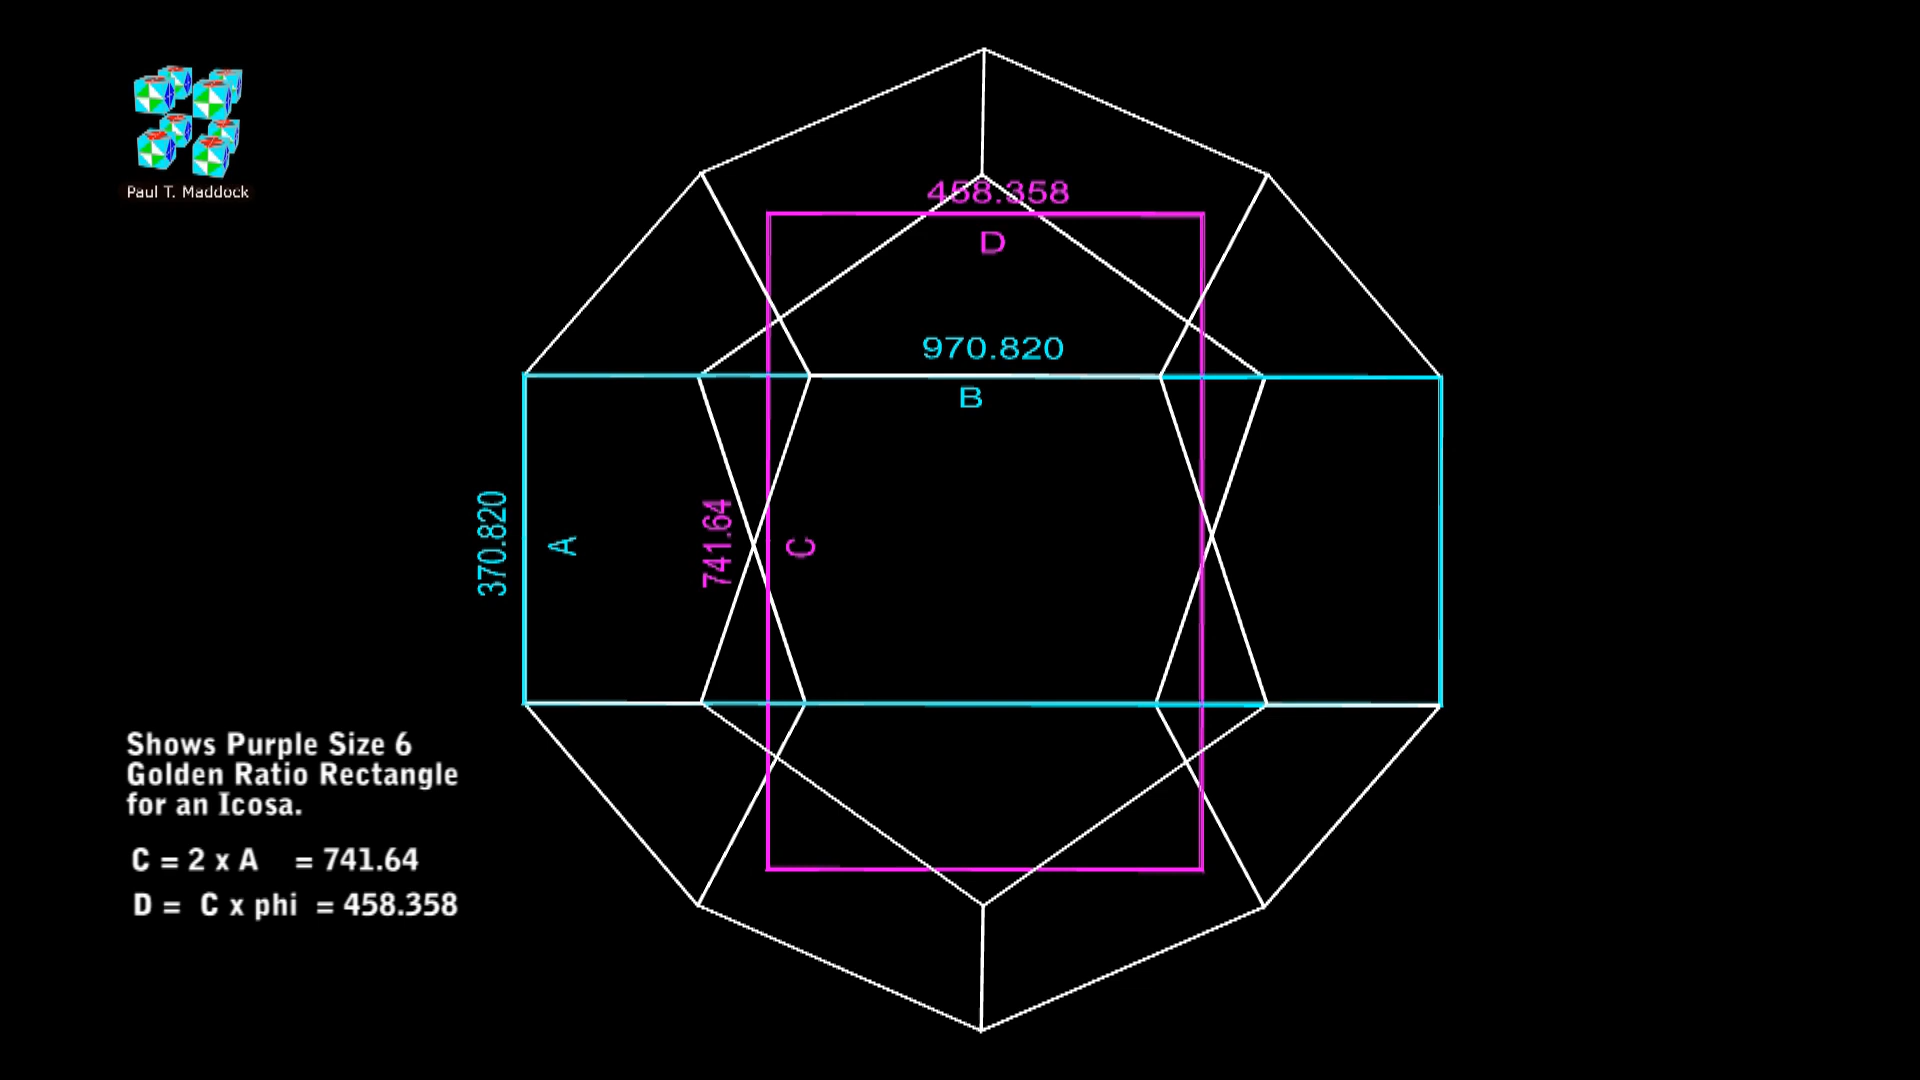 Paul T. Maddock
458.358
D
970.820
B
370.820
A
741.64
C
Shows Purple Size 6
Golden Ratio Rectangle
for an Icosa.
C = 2 x A = 741.64
D = C x phi = 458.358